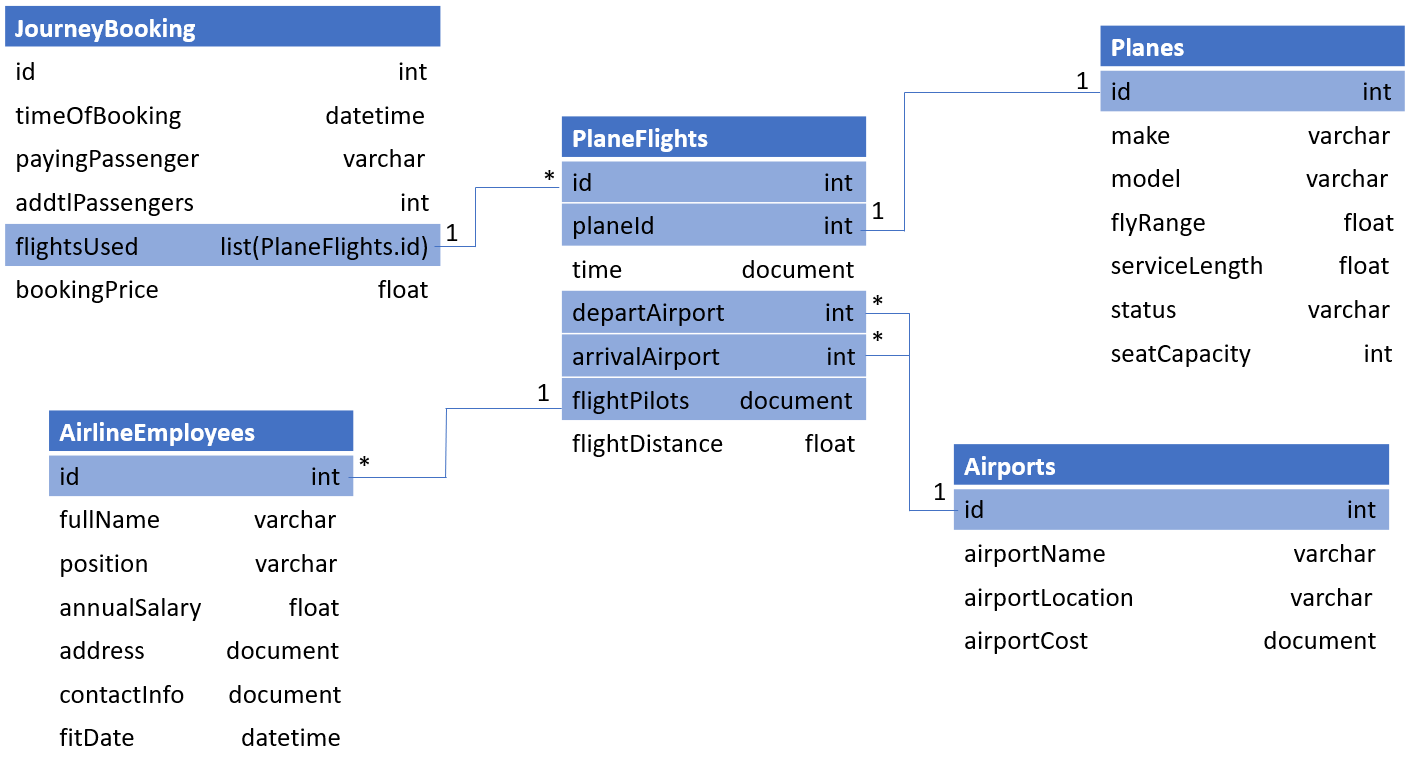 JourneyBooking
id int
timeOfBooking datetime
payingPassenger varchar
addtlPassengers int
flightsUsed list(PlaneFlights.id) 1
bookingPrice float
PlaneFlights
* id int
planeId int 1
time document
departAirport int *
arrivalAirport int *
1 flightPilots document
flightDistance float
Planes
1 id int
make varchar
model varchar
flyRange float
serviceLength float
status varchar
seatCapacity int
AirlineEmployees
id int *
fullName varchar
position varchar
annualSalary float
address document
contactInfo document
fitDate datetime
Airports
1 id int
airportName varchar
airportLocation varchar
airportCost document